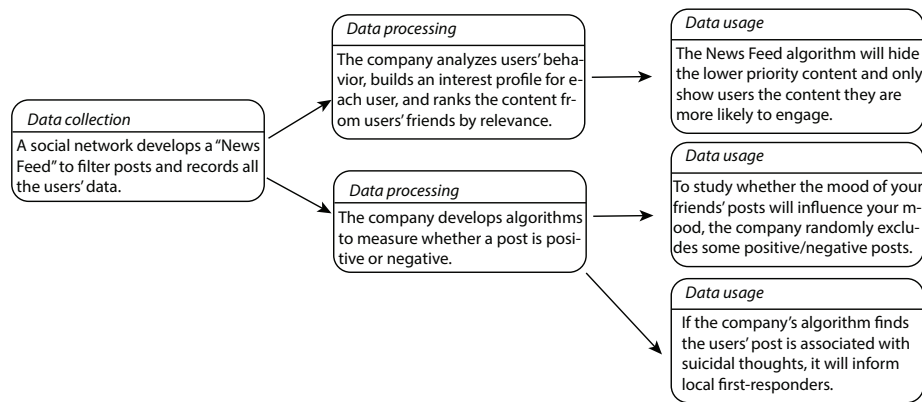 Data collection
A social network develops a “News
Feed” to filter posts and records all
the users’ data.
Data processing
The company analyzes users’ beha-
vior, builds an interest profile for e-
ach user, and ranks the content fr-
om users’ friends by relevance.
Data usage
The News Feed algorithm will hide
the lower priority content and only
show users the content they are
more likely to engage.
Data processing
The company develops algorithms
to measure whether a post is posi-
tive or negative.
Data usage
To study whether the mood of your
friends’ posts will influence your m-
ood, the company randomly exclu-
des some positive/negative posts.
Data usage
If the company’s algorithm finds
the users’ post is associated with
suicidal thoughts, it will inform
local first-responders.